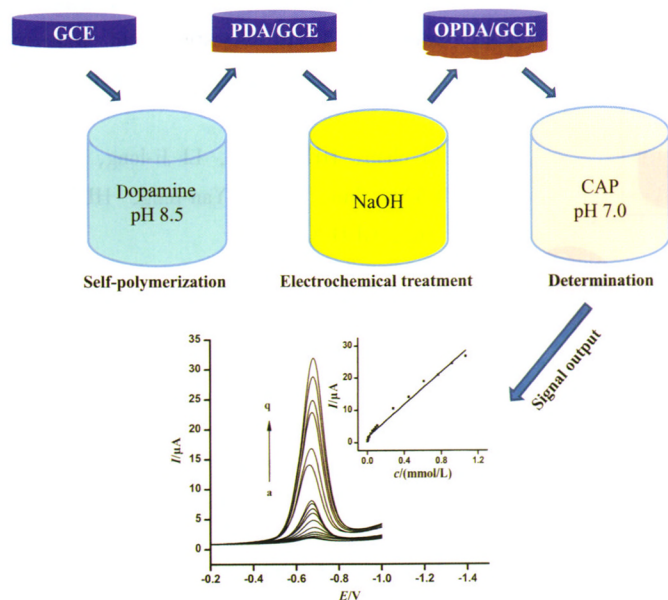 GCE
PDA/GCE
OPDA/GCE
Dopamine
pH 8.5
NaOH
CAP
pH 7.0
Self-polymerization
Electrochemical treatment
Determination
Signal output
35
30
25
20
15
10
5
0
I/μA
q
a
-0.2
-0.4
-0.6
-0.8
-1.0
-1.2
-1.4
E/V
30
20
10
0
I/μA
0.0
0.4
0.8
1.2
c/(mmol/L)